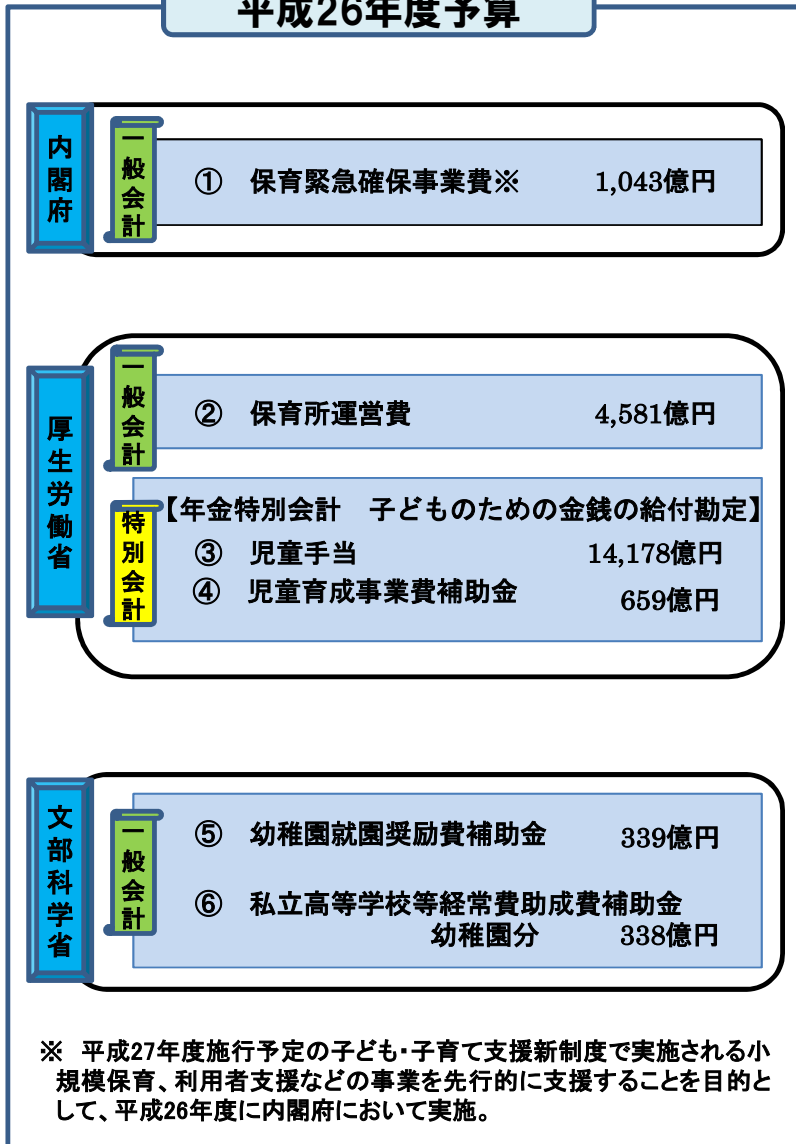 平成26年度予算
内閣府
一般会計
① 保育緊急確保事業費※ 1,043億円
厚生労働省
一般会計
② 保育所運営費 4,581億円
特別会計
【年金特別会計 子どものための金銭の給付勘定】
③ 児童手当 14,178億円
④ 児童育成事業費補助金 659億円
文部科学省
一般会計
⑤ 幼稚園就園奨励費補助金 339億円
⑥ 私立高等学校等経常費助成費補助金
幼稚園分 338億円
※ 平成27年度施行予定の子ども・子育て支援新制度で実施される小
規模保育、利用者支援などの事業を先行的に支援することを目的と
して、平成26年度に内閣府において実施。